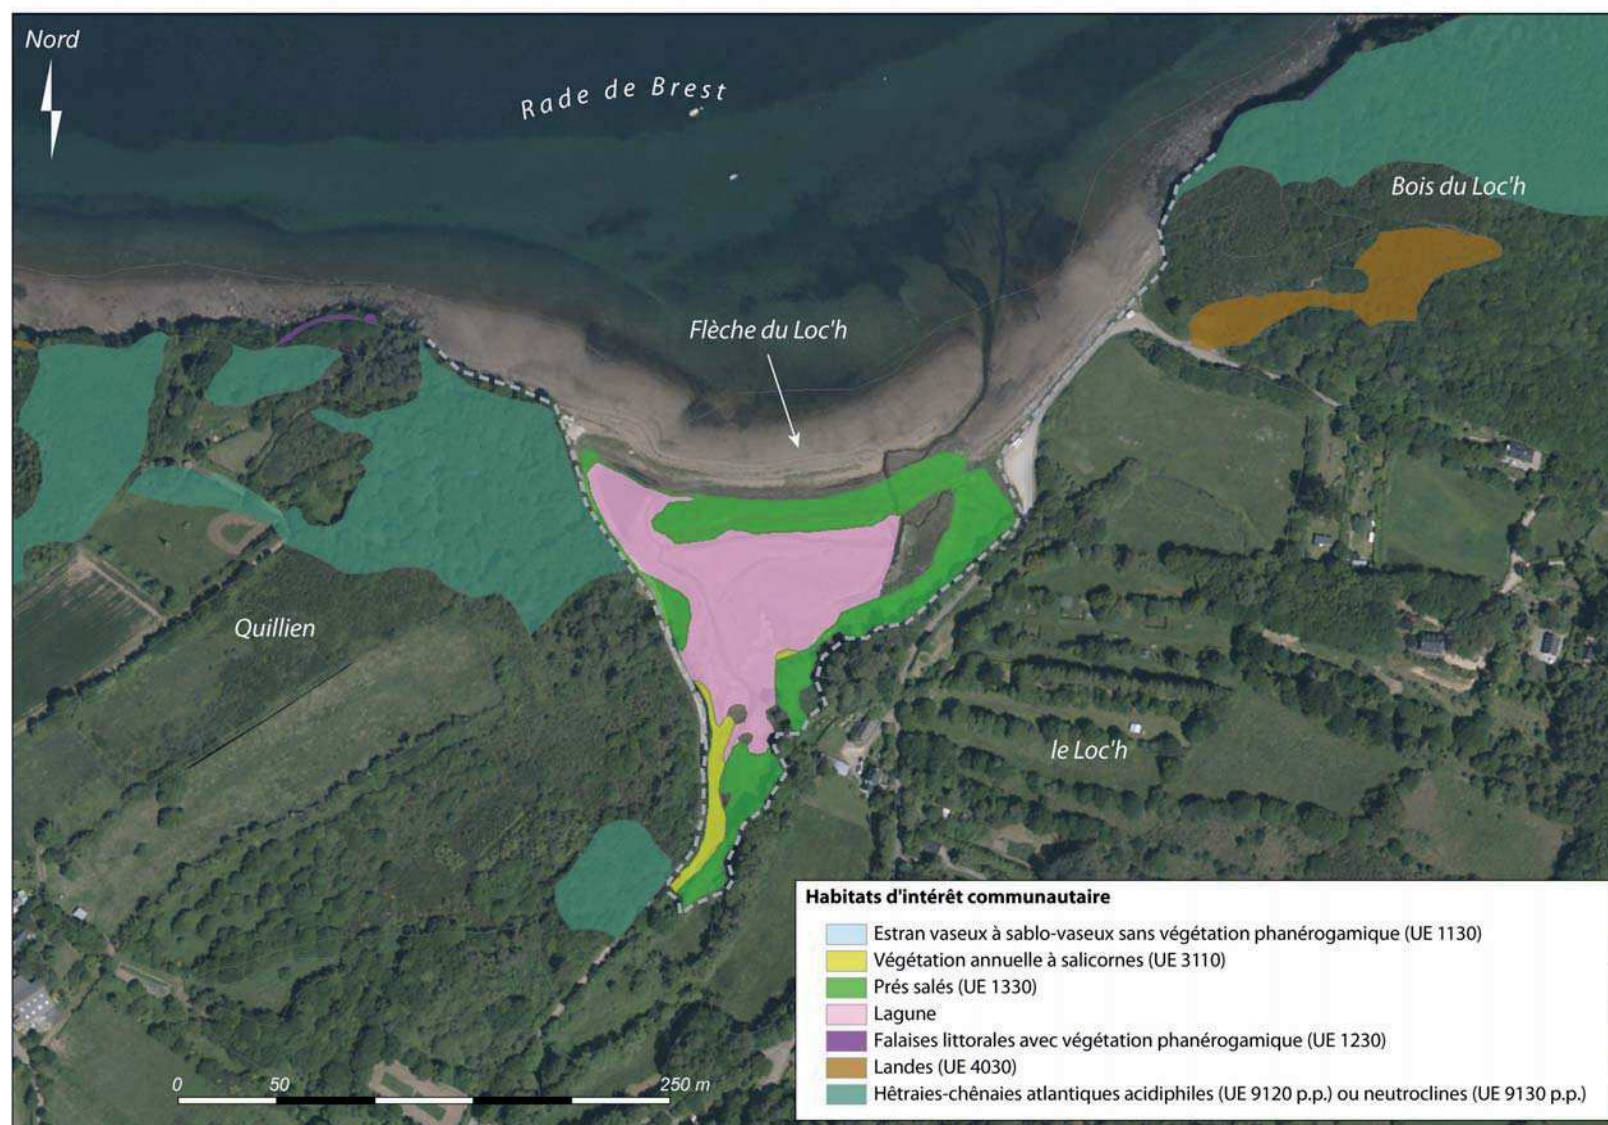 Nord
Rade de Brest
Bois du Loc'h
Flèche du Loc'h
Quillien
le Loc'h
0 50 250 m
Habitats d'intérêt communautaire
Estran vaseux à sablo-vaseux sans végétation phanérogamique (UE 1130)
Végétation annuelle à salicornes (UE 3110)
Prés salés (UE 1330)
Lagune
Falaises littorales avec végétation phanérogamique (UE 1230)
Landes (UE 4030)
Hêtraies-chênaies atlantiques acidiphiles (UE 9120 p.p.) ou neutroclines (UE 9130 p.p.)